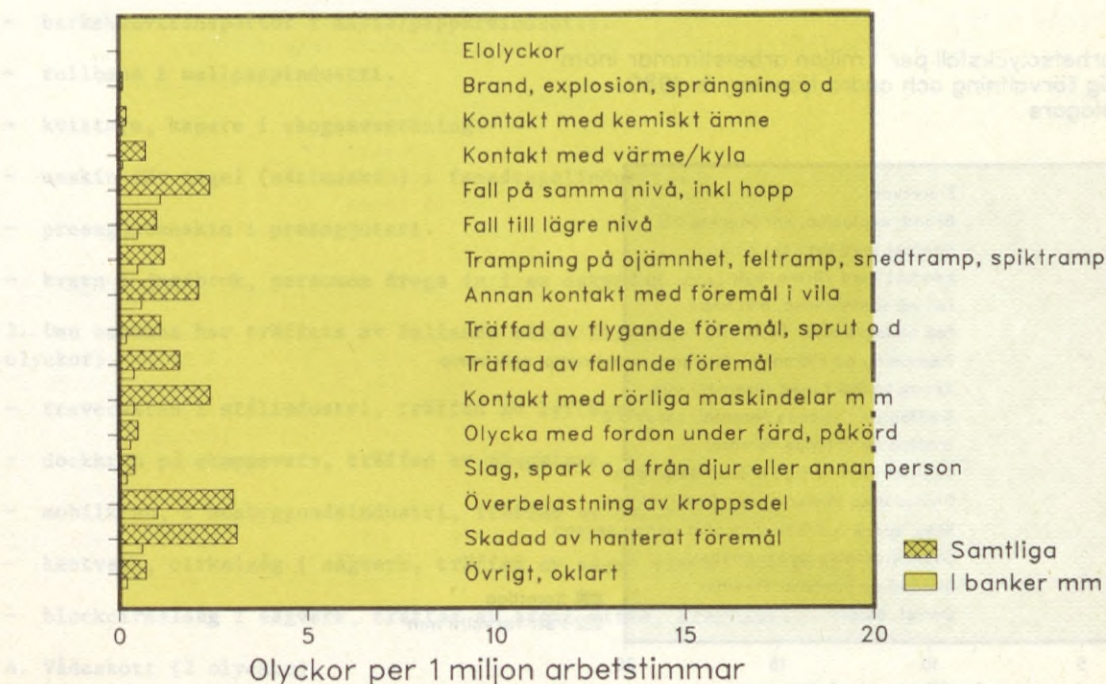 Elolyckor
Brand, explosion, sprängning o d
Kontakt med kemiskt ämne
Kontakt med värme/kyla
Fall på samma nivå, inkl hopp
Fall till lägre nivå
Trampning på ojämnhet, feltramp, snedtramp, spiktramp
Annan kontakt med föremål i vila
Träffad av flygande föremål, sprut o d
Träffad av fallande föremål
Kontakt med rörliga maskindelar m m
Olycka med fordon under färd, påkörd
Slag, spark o d från djur eller annan person
Överbelastning av kroppsdel
Skadad av hanterat föremål
Övrigt, oklart
Samtliga
I banker mm
0 5 10 15 20
Olyckor per 1 miljon arbetstimmar